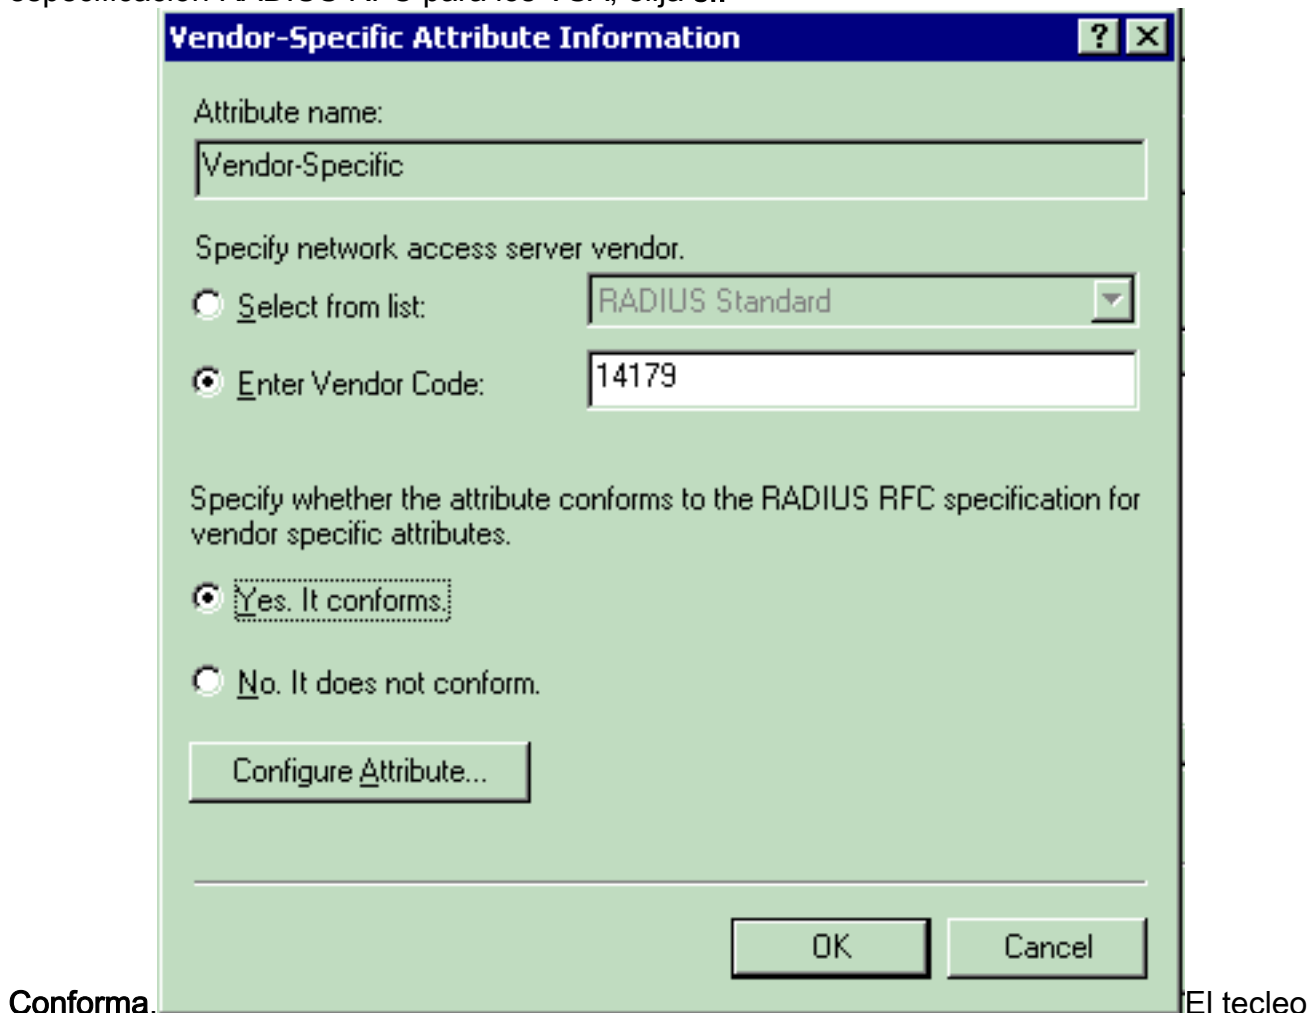 Vendor-Specific Attribute Information
Attribute name:
Vendor-Specific
Specify network access server vendor.
Select from list:
RADIUS Standard
Enter Vendor Code:
14179
Specify whether the attribute conforms to the RADIUS RFC specification for
vendor specific attributes.
Yes. It conforms.
No. It does not conform.
Configure Attribute...
OK
Cancel
Conforma.
El tecleo